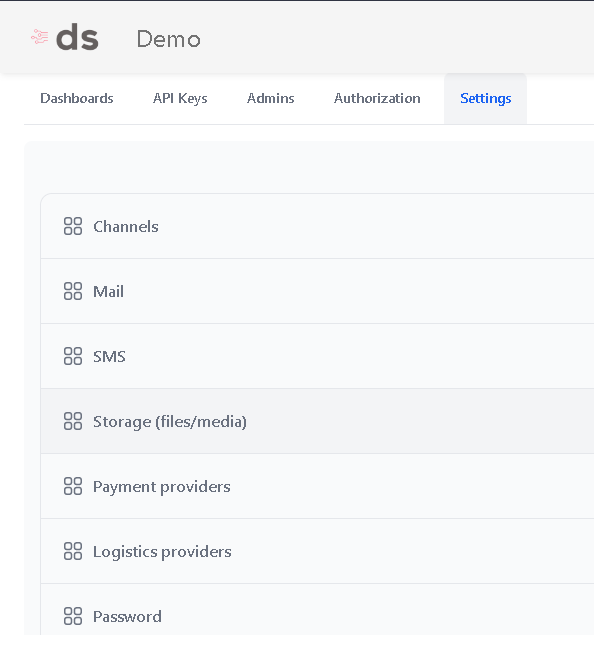 ds Demo
Dashboards API Keys Admins Authorization Settings
Channels
Mail
SMS
Storage (files/media)
Payment providers
Logistics providers
Password